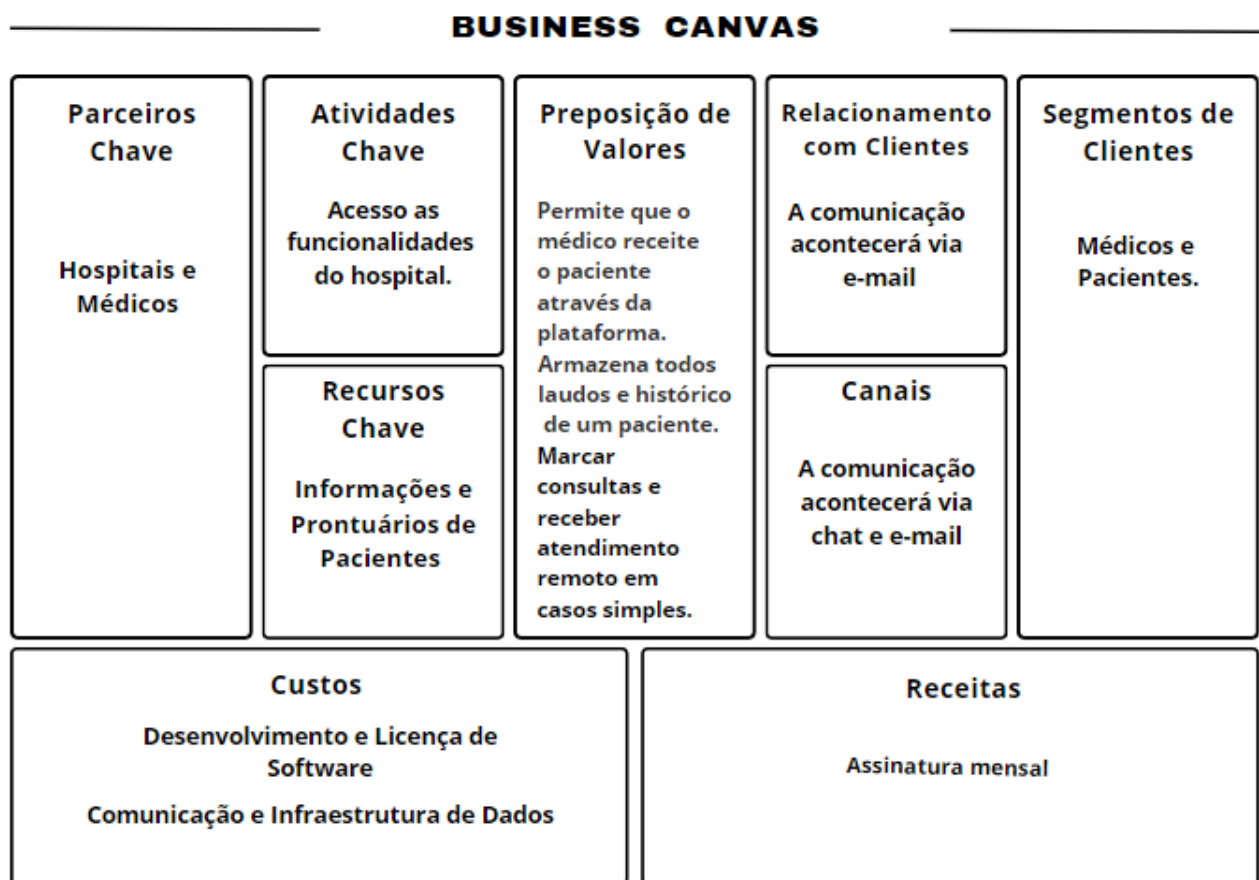 BUSINESS CANVAS
Parceiros
Chave
Hospitais e
Médicos
Atividades
Chave
Acesso as
funcionalidades
do hospital.
Recursos
Chave
Informações e
Prontuários de
Pacientes
Preposição de
Valores
Permite que o
médico receite
o paciente
através da
plataforma.
Armazena todos
laudos e histórico
de um paciente.
Marcar
consultas e
receber
atendimento
remoto em
casos simples.
Relacionamento
com Clientes
A comunicação
acontecerá via
e-mail
Canais
A comunicação
acontecerá via
chat e e-mail
Segmentos de
Clientes
Médicos e
Pacientes.
Custos
Desenvolvimento e Licença de
Software
Comunicação e Infraestrutura de Dados
Receitas
Assinatura mensal